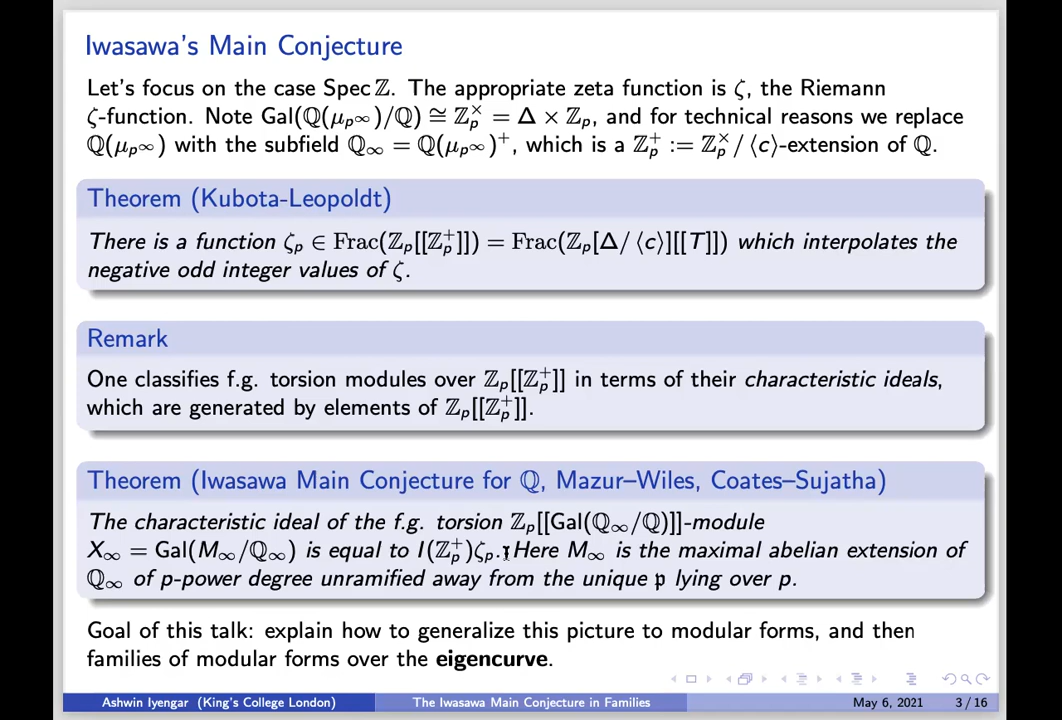 Iwasawa's Main Conjecture
Let's focus on the case Spec ℤ. The appropriate zeta function is ζ, the Riemann
ζ-function. Note Gal(ℚ(μ_{p^∞})/ℚ) ≅ ℤ_p^× = Δ × ℤ_p, and for technical reasons we replace
ℚ(μ_{p^∞}) with the subfield ℚ_∞ = ℚ(μ_{p^∞})^+, which is a ℤ_p^+ := ℤ_p^×/⟨c⟩-extension of ℚ.
Theorem (Kubota-Leopoldt)
There is a function ζ_p ∈ Frac(ℤ_p[[ℤ_p^+]]) = Frac(ℤ_p[Δ/⟨c⟩][[T]]) which interpolates the
negative odd integer values of ζ.
Remark
One classifies f.g. torsion modules over ℤ_p[[ℤ_p^+]] in terms of their characteristic ideals,
which are generated by elements of ℤ_p[[ℤ_p^+]].
Theorem (Iwasawa Main Conjecture for ℚ, Mazur–Wiles, Coates–Sujatha)
The characteristic ideal of the f.g. torsion ℤ_p[[Gal(ℚ_∞/ℚ)]]-module
X_∞ = Gal(M_∞/ℚ_∞) is equal to I(ℤ_p^+)ζ_p. Here M_∞ is the maximal abelian extension of
ℚ_∞ of p-power degree unramified away from the unique 𝔭 lying over p.
Goal of this talk: explain how to generalize this picture to modular forms, and then
families of modular forms over the eigencurve.
Ashwin Iyengar (King's College London) The Iwasawa Main Conjecture in Families May 6, 2021 3 / 16